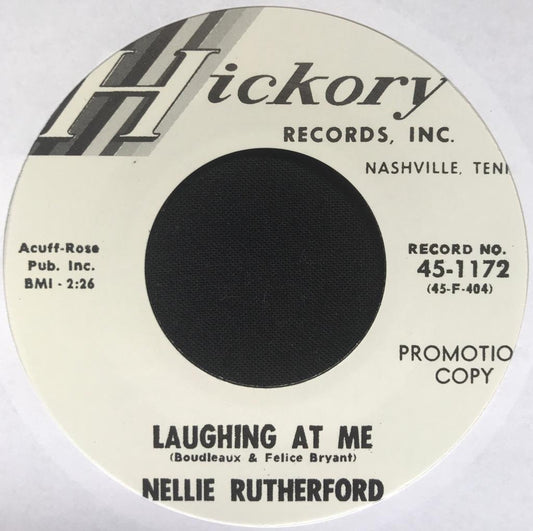 Hickory
RECORDS, INC.
NASHVILLE, TEN
Acuff-Rose
Pub. Inc.
BMI - 2:26
RECORD NO.
45-1172
(45-F-404)
PROMOTIO
COPY
LAUGHING AT ME
(Boudleaux & Felice Bryant)
NELLIE RUTHERFORD